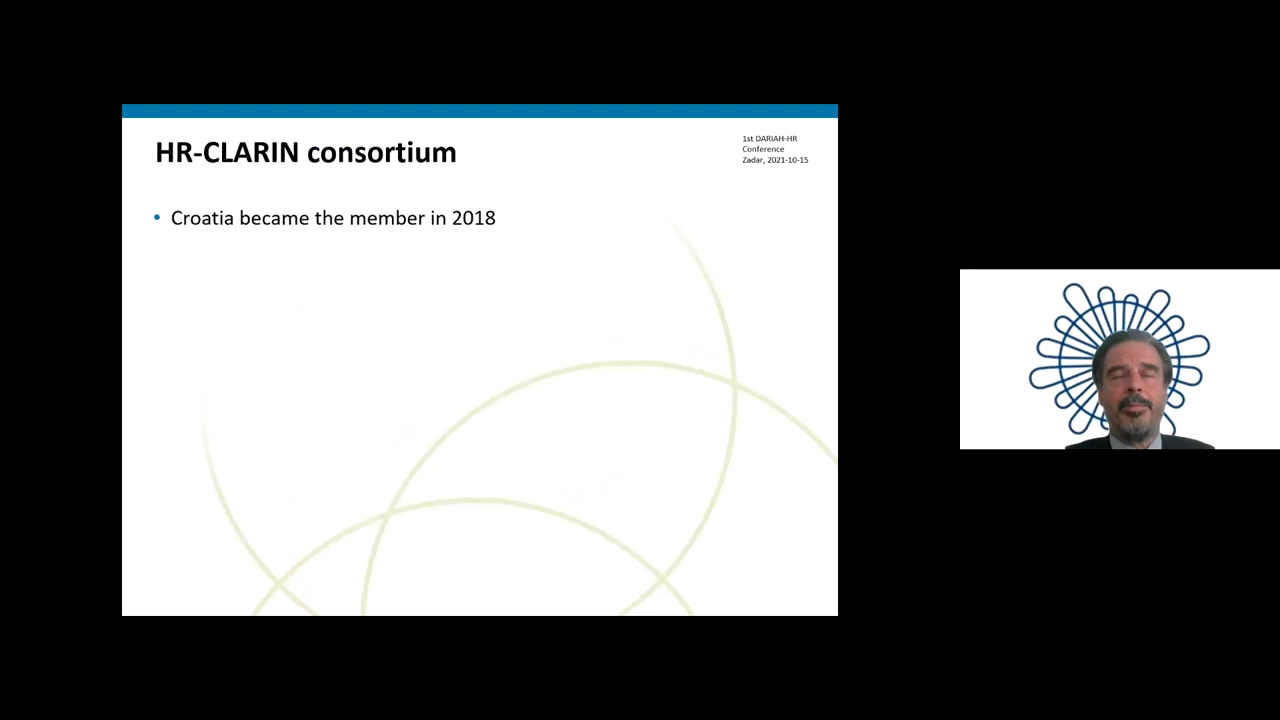 HR-CLARIN consortium
1st DARIAH-HR
Conference
Zadar, 2021-10-15
• Croatia became the member in 2018